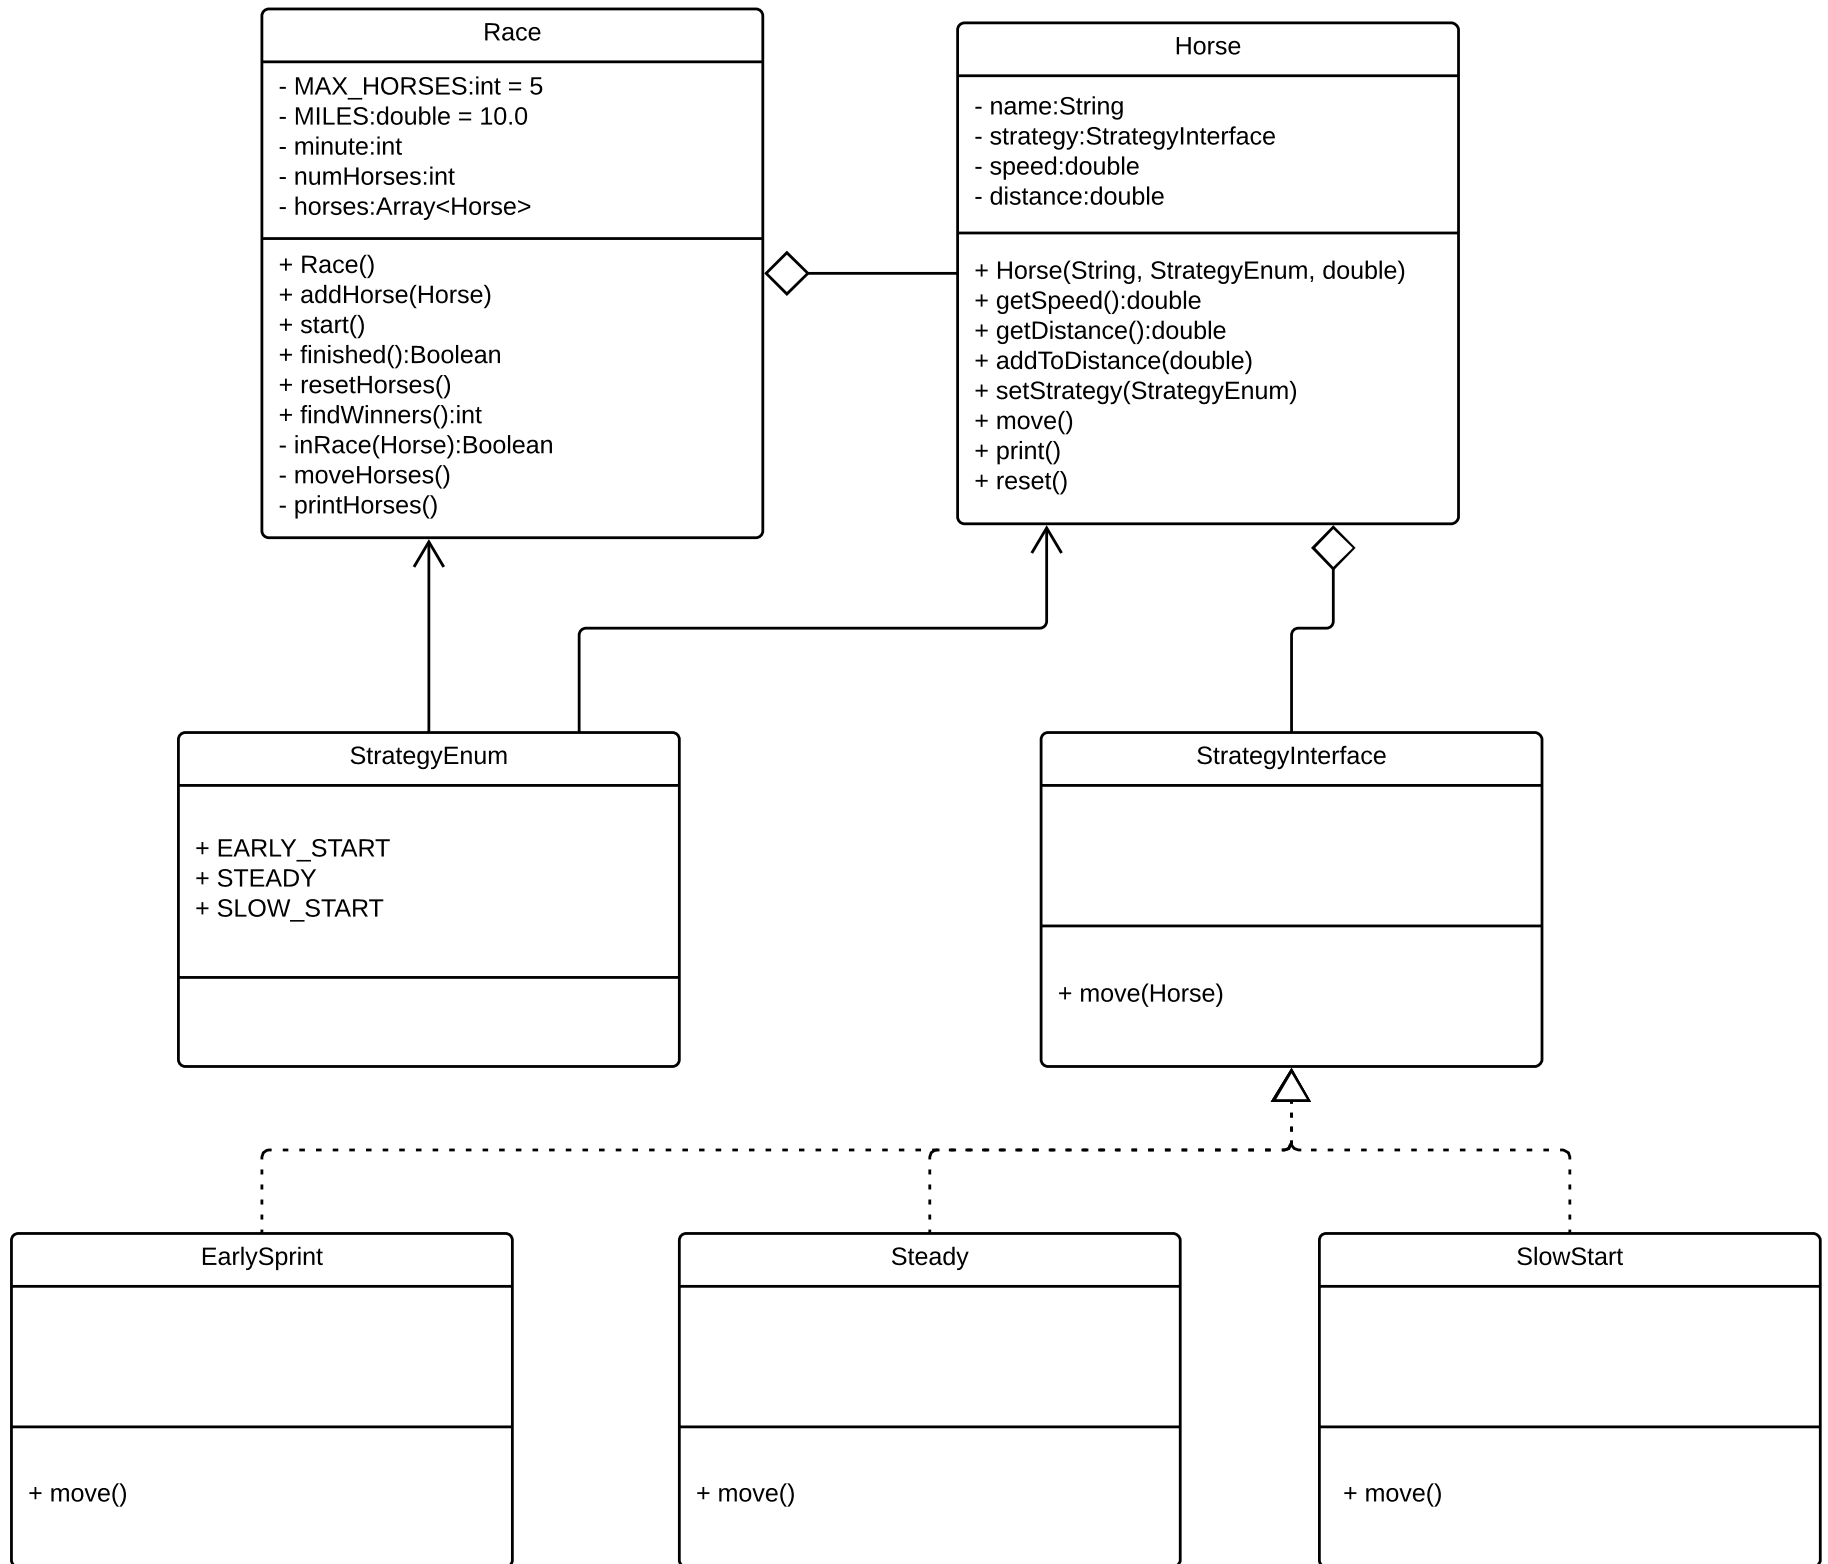 Race
- MAX_HORSES:int = 5
- MILES:double = 10.0
- minute:int
- numHorses:int
- horses:Array<Horse>
+ Race()
+ addHorse(Horse)
+ start()
+ finished():Boolean
+ resetHorses()
+ findWinners():int
- inRace(Horse):Boolean
- moveHorses()
- printHorses()
Horse
- name:String
- strategy:StrategyInterface
- speed:double
- distance:double
+ Horse(String, StrategyEnum, double)
+ getSpeed():double
+ getDistance():double
+ addToDistance(double)
+ setStrategy(StrategyEnum)
+ move()
+ print()
+ reset()
StrategyEnum
+ EARLY_START
+ STEADY
+ SLOW_START
StrategyInterface
+ move(Horse)
EarlySprint
+ move()
Steady
+ move()
SlowStart
+ move()